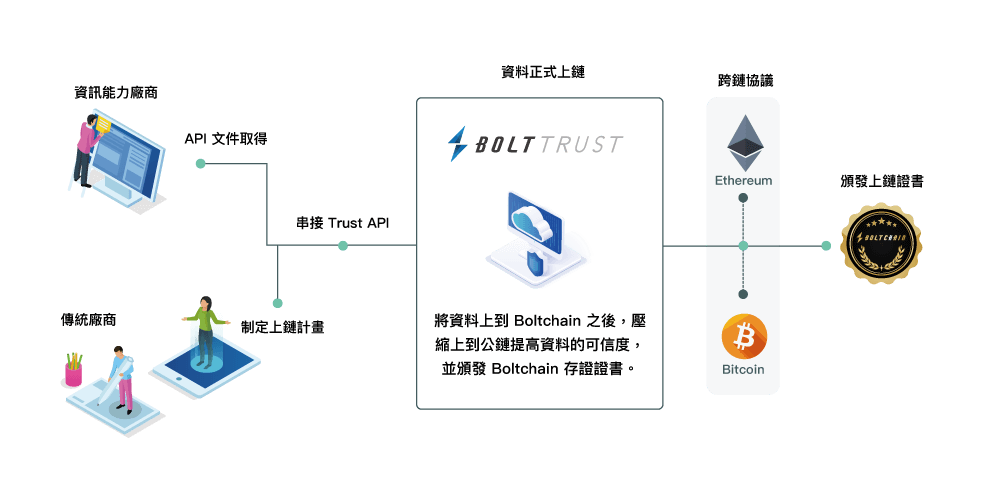 資訊能力廠商
API 文件取得
串接 Trust API
傳統廠商
制定上鏈計畫
資料正式上鏈
BOLTTRUST
將資料上到 Boltchain 之後，壓
縮上到公鏈提高資料的可信度，
並頒發 Boltchain 存證證書。
跨鏈協議
Ethereum
Bitcoin
頒發上鏈證書
BOLTCHAIN